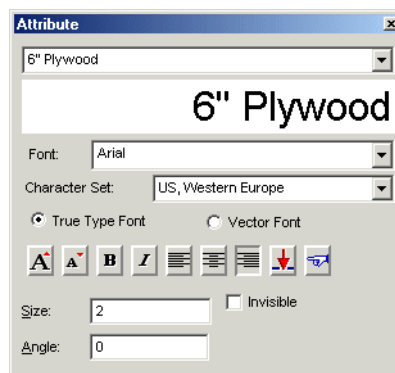 Attribute
6" Plywood
6" Plywood
Font: Arial
Character Set: US, Western Europe
True Type Font Vector Font
A A B I
Size: 2 Invisible
Angle: 0